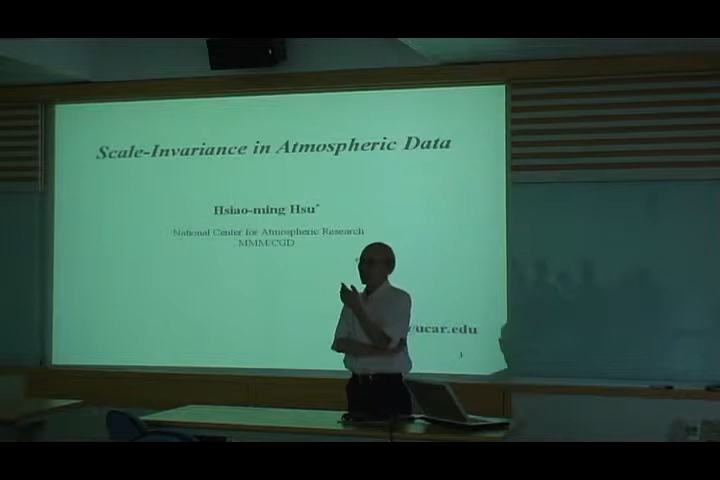 Scale-Invariance in Atmospheric Data
Hsiao-ming Hsu*
National Center for Atmospheric Research
MMM/CGD
ucar.edu
1